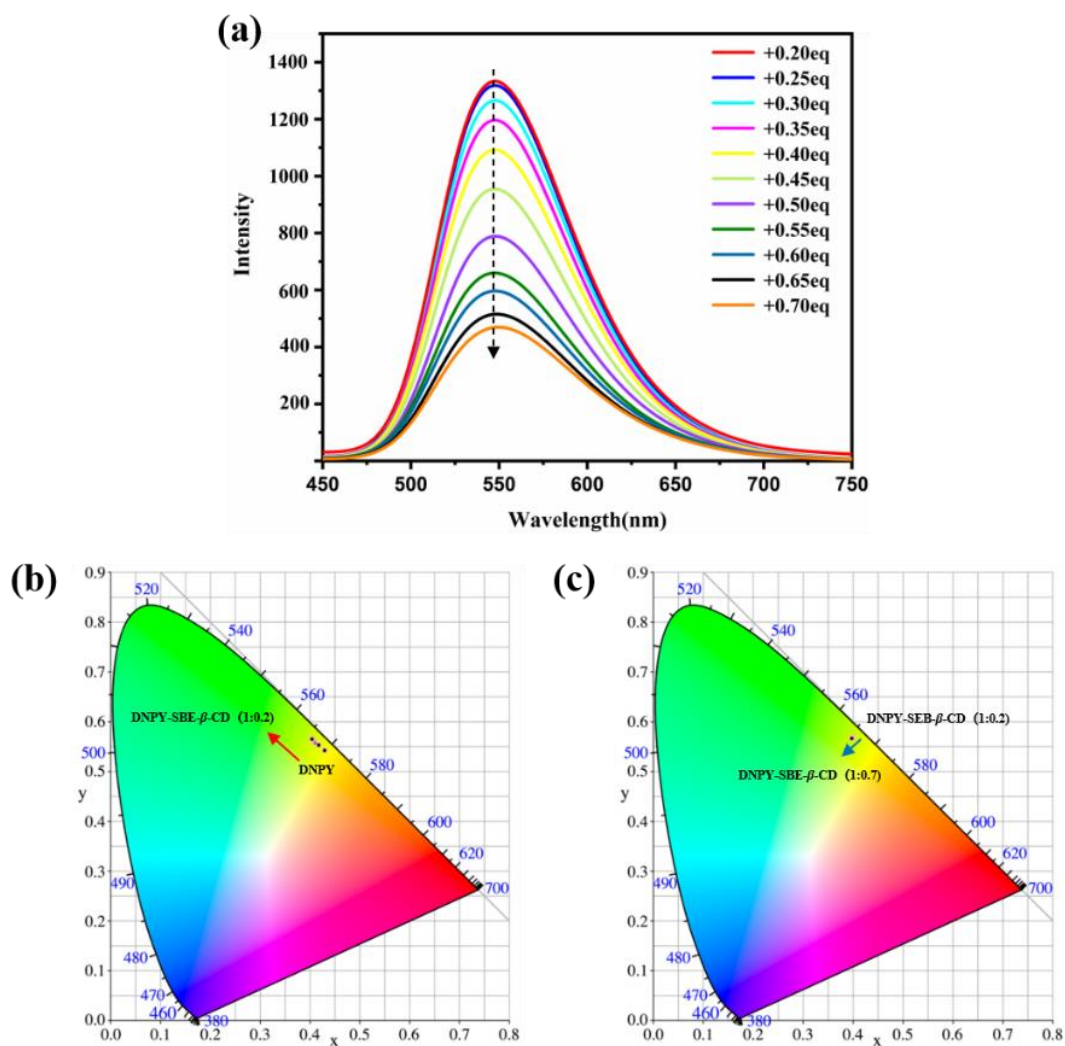 (a)
1400
1200
1000
800
600
400
200
Intensity
450 500 550 600 650 700 750
Wavelength(nm)
+0.20eq
+0.25eq
+0.30eq
+0.35eq
+0.40eq
+0.45eq
+0.50eq
+0.55eq
+0.60eq
+0.65eq
+0.70eq
(b)
0.9
0.8
0.7
0.6
0.5
y
0.4
0.3
0.2
0.1
0.0
0.0 0.1 0.2 0.3 0.4 0.5 0.6 0.7 0.8
x
520
540
560
580
600
620
700
500
490
480
470
460
380
DNPY-SBE-β-CD (1:0.2)
DNPY
(c)
0.9
0.8
0.7
0.6
0.5
y
0.4
0.3
0.2
0.1
0.0
0.0 0.1 0.2 0.3 0.4 0.5 0.6 0.7 0.8
x
520
540
560
580
600
620
700
500
490
480
470
460
380
DNPY-SEB-β-CD (1:0.2)
DNPY-SBE-β-CD (1:0.7)